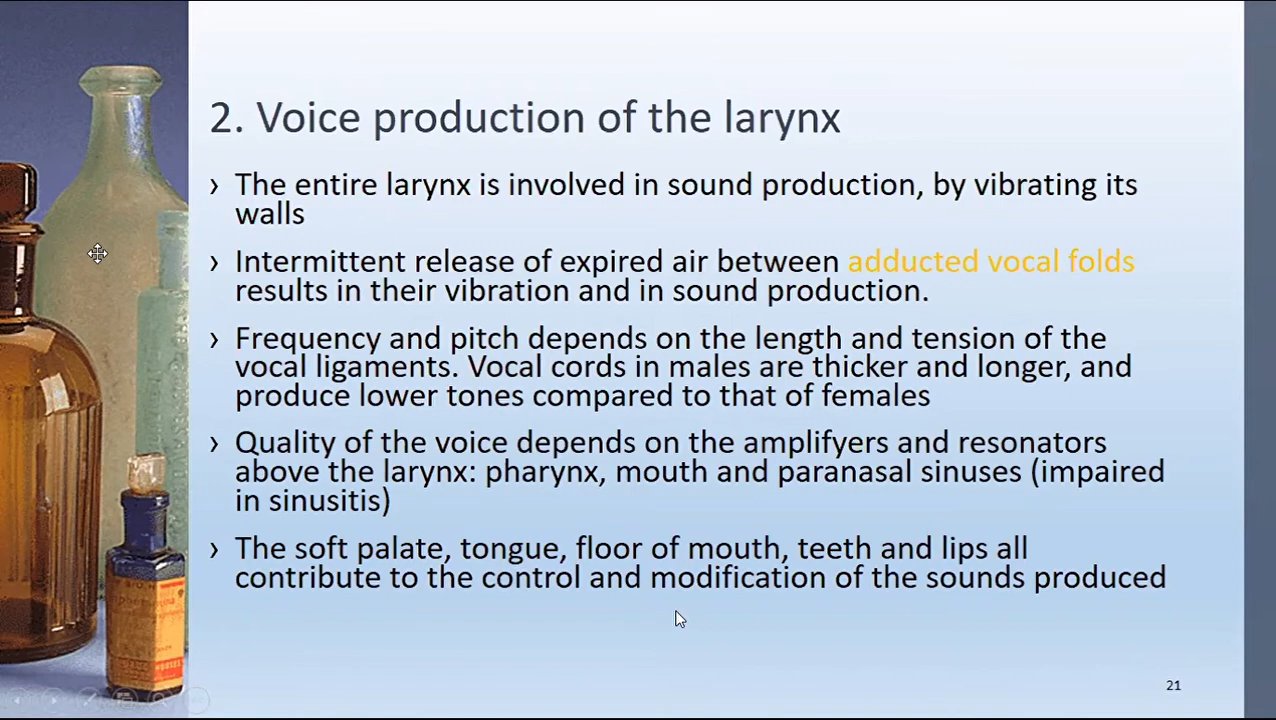 2. Voice production of the larynx
› The entire larynx is involved in sound production, by vibrating its
walls
› Intermittent release of expired air between adducted vocal folds
results in their vibration and in sound production.
› Frequency and pitch depends on the length and tension of the
vocal ligaments. Vocal cords in males are thicker and longer, and
produce lower tones compared to that of females
› Quality of the voice depends on the amplifyers and resonators
above the larynx: pharynx, mouth and paranasal sinuses (impaired
in sinusitis)
› The soft palate, tongue, floor of mouth, teeth and lips all
contribute to the control and modification of the sounds produced
21